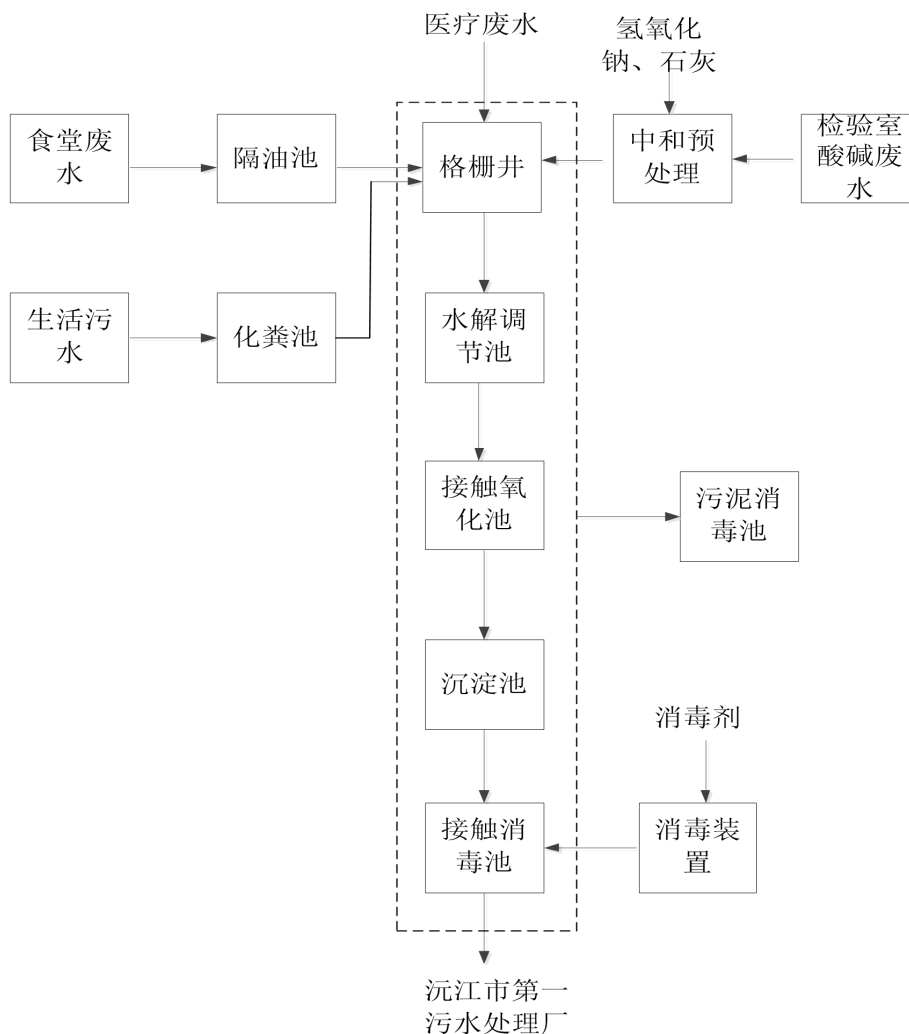 医疗废水
氢氧化
钠、石灰
食堂废
水
隔油池
格栅井
中和预
处理
检验室
酸碱废
水
生活污
水
化粪池
水解调
节池
接触氧
化池
污泥消
毒池
沉淀池
消毒剂
接触消
毒池
消毒装
置
沅江市第一
污水处理厂